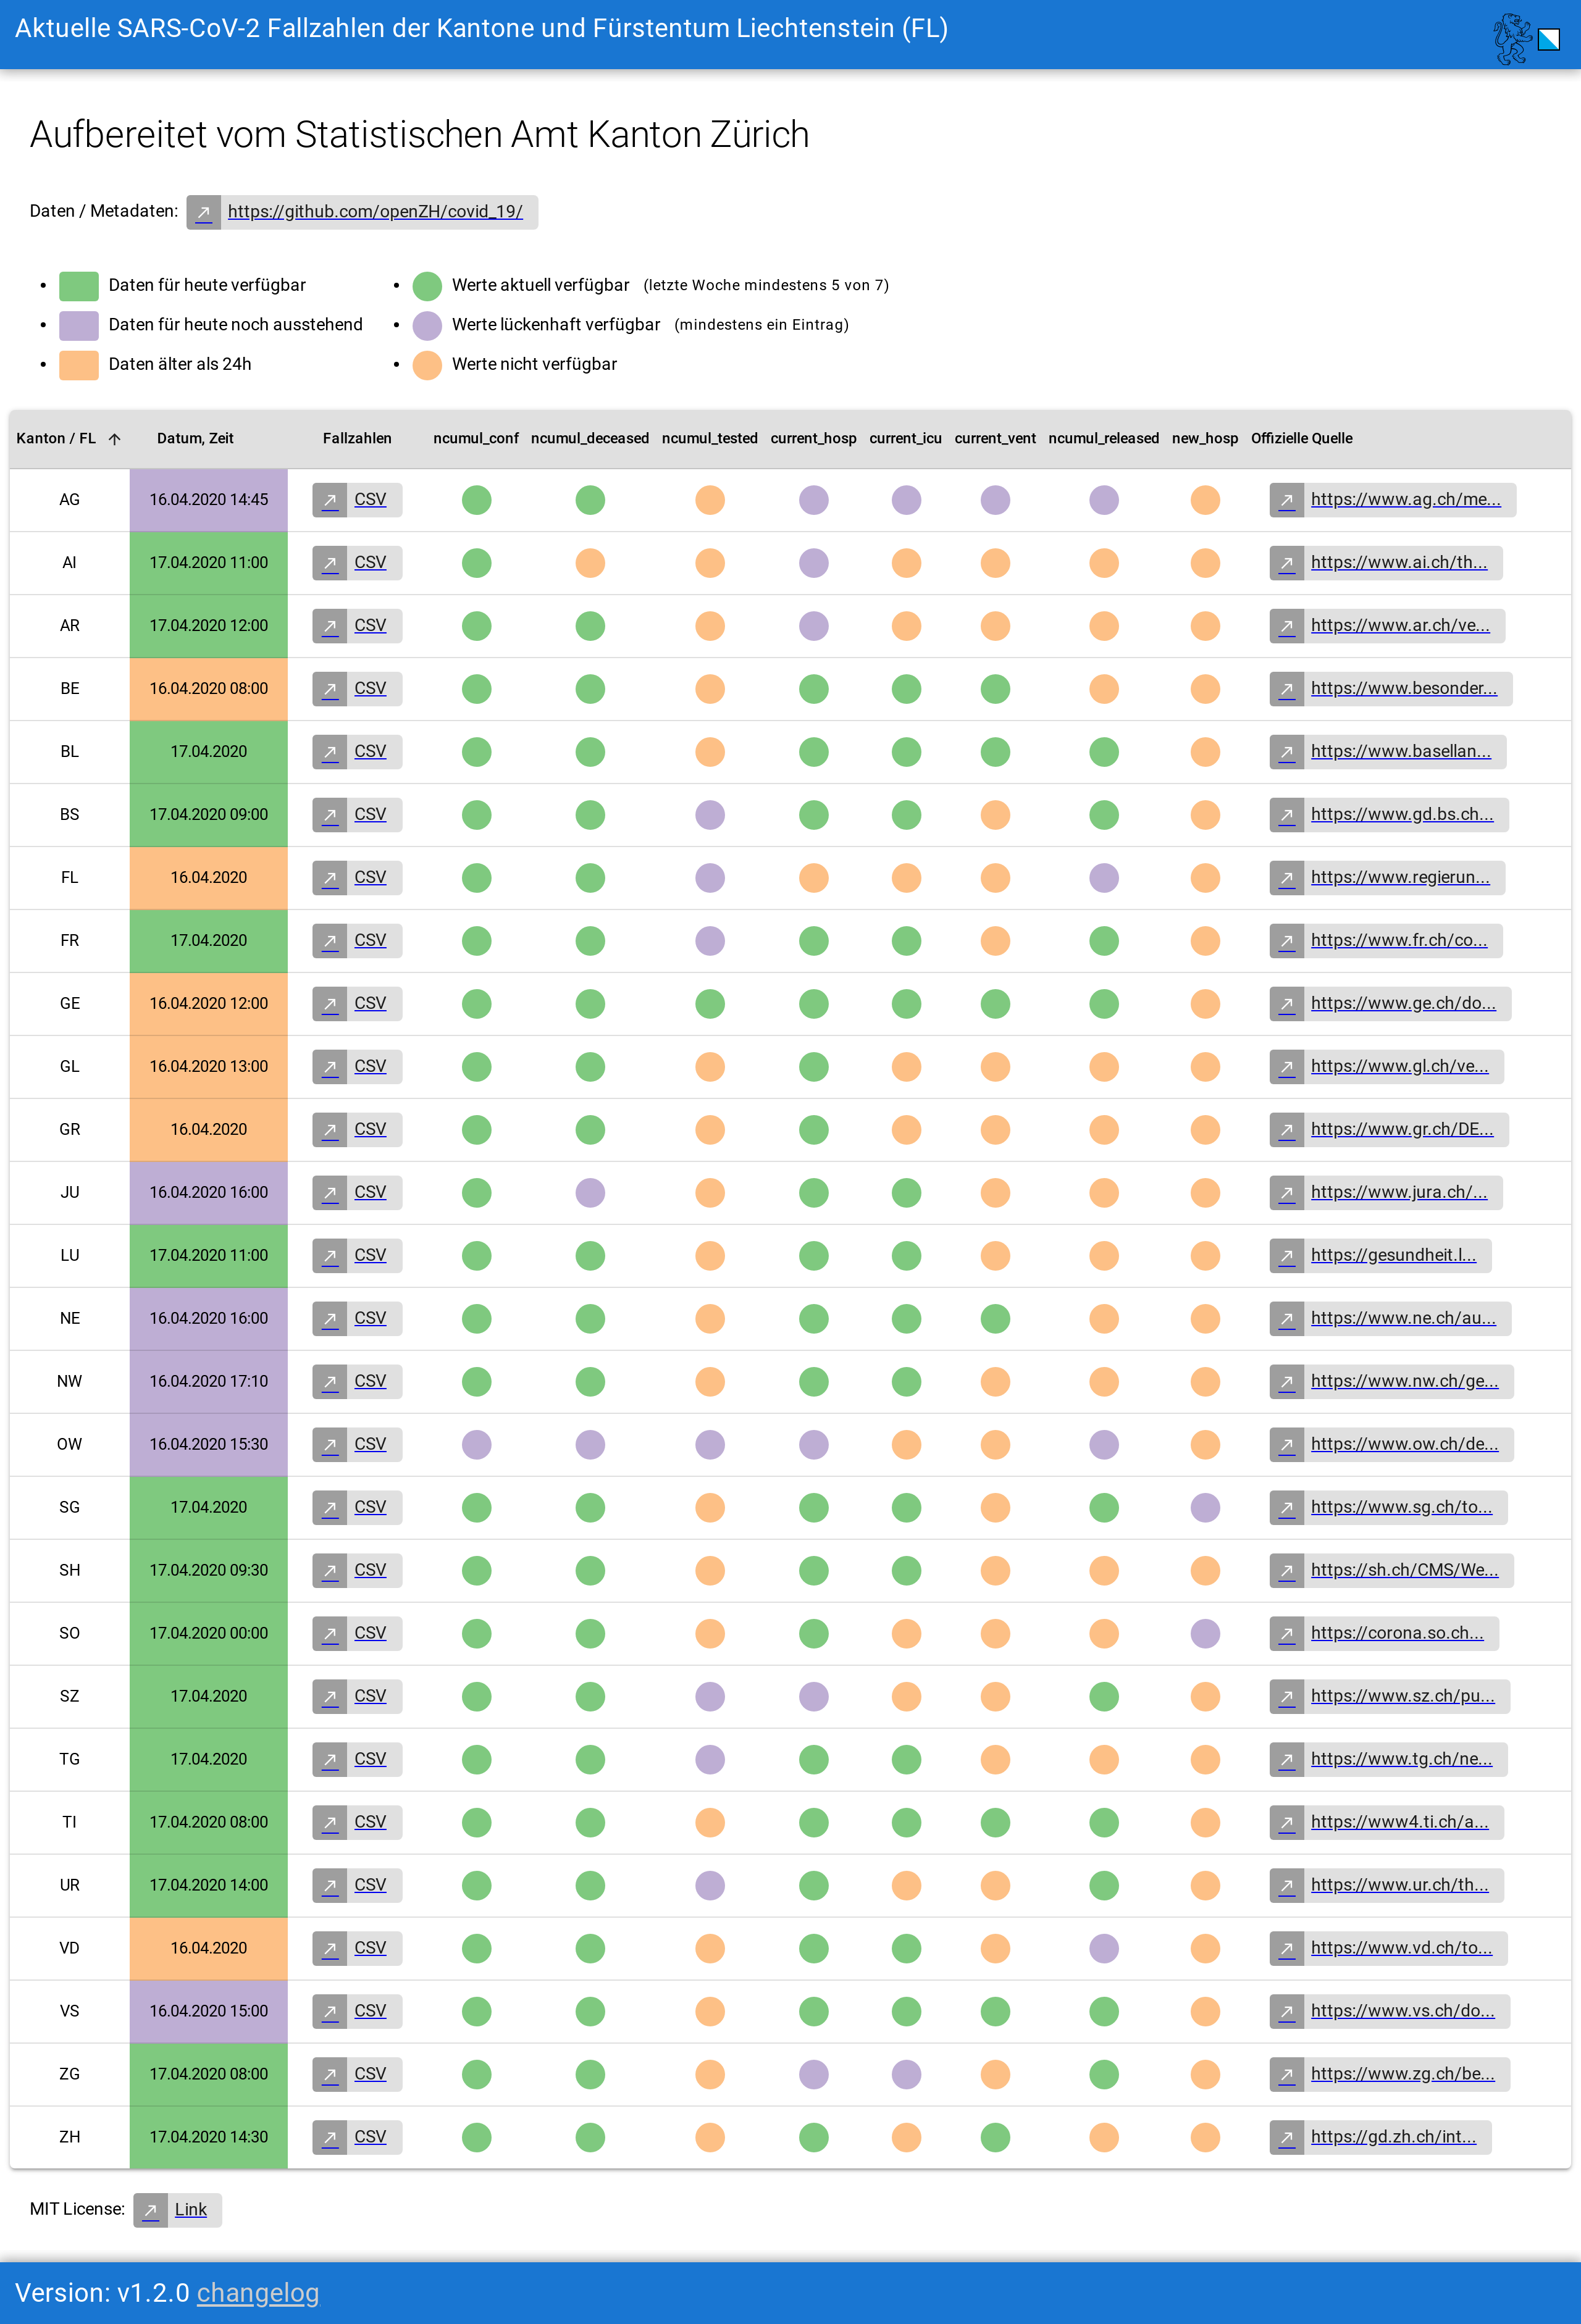 Aktuelle SARS-CoV-2 Fallzahlen der Kantone und Fürstentum Liechtenstein (FL)
Aufbereitet vom Statistischen Amt Kanton Zürich
Daten / Metadaten: https://github.com/openZH/covid_19/
Daten für heute verfügbar
Daten für heute noch ausstehend
Daten älter als 24h
Werte aktuell verfügbar (letzte Woche mindestens 5 von 7)
Werte lückenhaft verfügbar (mindestens ein Eintrag)
Werte nicht verfügbar
Kanton / FL Datum, Zeit Fallzahlen ncumul_conf ncumul_deceased ncumul_tested current_hosp current_icu current_vent ncumul_released new_hosp Offizielle Quelle
AG 16.04.2020 14:45 CSV https://www.ag.ch/me...
AI 17.04.2020 11:00 CSV https://www.ai.ch/th...
AR 17.04.2020 12:00 CSV https://www.ar.ch/ve...
BE 16.04.2020 08:00 CSV https://www.besonder...
BL 17.04.2020 CSV https://www.basellan...
BS 17.04.2020 09:00 CSV https://www.gd.bs.ch...
FL 16.04.2020 CSV https://www.regierun...
FR 17.04.2020 CSV https://www.fr.ch/co...
GE 16.04.2020 12:00 CSV https://www.ge.ch/do...
GL 16.04.2020 13:00 CSV https://www.gl.ch/ve...
GR 16.04.2020 CSV https://www.gr.ch/DE...
JU 16.04.2020 16:00 CSV https://www.jura.ch/...
LU 17.04.2020 11:00 CSV https://gesundheit.l...
NE 16.04.2020 16:00 CSV https://www.ne.ch/au...
NW 16.04.2020 17:10 CSV https://www.nw.ch/ge...
OW 16.04.2020 15:30 CSV https://www.ow.ch/de...
SG 17.04.2020 CSV https://www.sg.ch/to...
SH 17.04.2020 09:30 CSV https://sh.ch/CMS/We...
SO 17.04.2020 00:00 CSV https://corona.so.ch...
SZ 17.04.2020 CSV https://www.sz.ch/pu...
TG 17.04.2020 CSV https://www.tg.ch/ne...
TI 17.04.2020 08:00 CSV https://www4.ti.ch/a...
UR 17.04.2020 14:00 CSV https://www.ur.ch/th...
VD 16.04.2020 CSV https://www.vd.ch/to...
VS 16.04.2020 15:00 CSV https://www.vs.ch/do...
ZG 17.04.2020 08:00 CSV https://www.zg.ch/be...
ZH 17.04.2020 14:30 CSV https://gd.zh.ch/int...
MIT License: Link
Version: v1.2.0 changelog